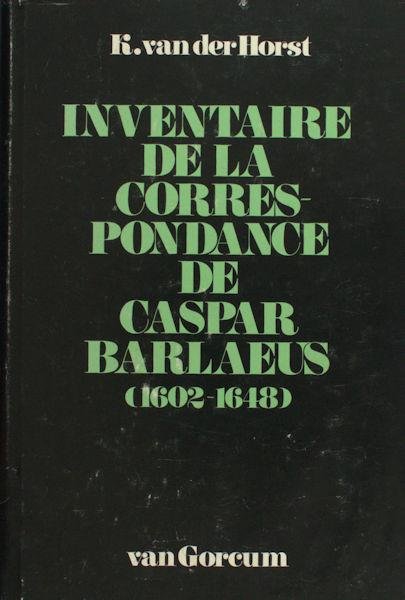 K. van der Horst
INVENTAIRE
DE LA
CORRES-
PONDANCE
DE
CASPAR
BARLAEUS
(1602-1648)
van Gorcum